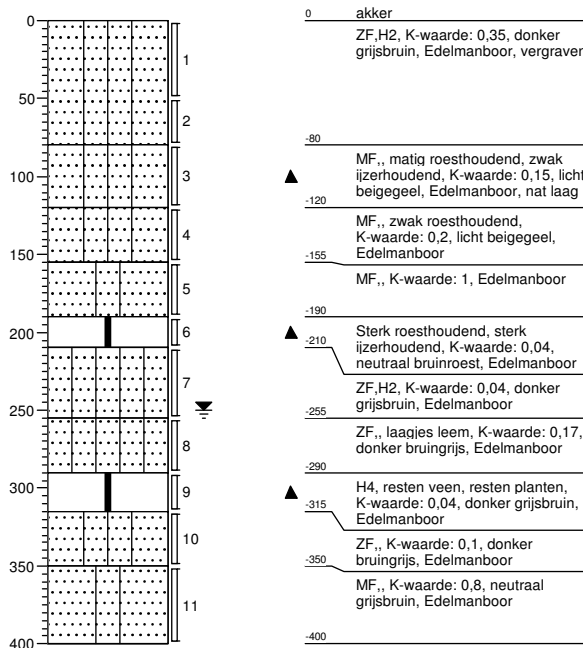 0
50
100
150
200
250
300
350
400
1
2
3
4
5
6
7
8
9
10
11
0 akker
ZF,H2, K-waarde: 0,35, donker
grijsbruin, Edelmanboor, vergraven
-80
MF,, matig roesthoudend, zwak
ijzerhoudend, K-waarde: 0,15, licht
beigegeel, Edelmanboor, nat laag
-120
MF,, zwak roesthoudend,
K-waarde: 0,2, licht beigegeel,
Edelmanboor
-155
MF,, K-waarde: 1, Edelmanboor
-190
Sterk roesthoudend, sterk
-210
ijzerhoudend, K-waarde: 0,04,
neutraal bruinroest, Edelmanboor
ZF,H2, K-waarde: 0,04, donker
grijsbruin, Edelmanboor
-255
ZF,, laagjes leem, K-waarde: 0,17,
donker bruingrijs, Edelmanboor
-290
H4, resten veen, resten planten,
-315
K-waarde: 0,04, donker grijsbruin,
Edelmanboor
ZF,, K-waarde: 0,1, donker
bruingrijs, Edelmanboor
-350
MF,, K-waarde: 0,8, neutraal
grijsbruin, Edelmanboor
-400